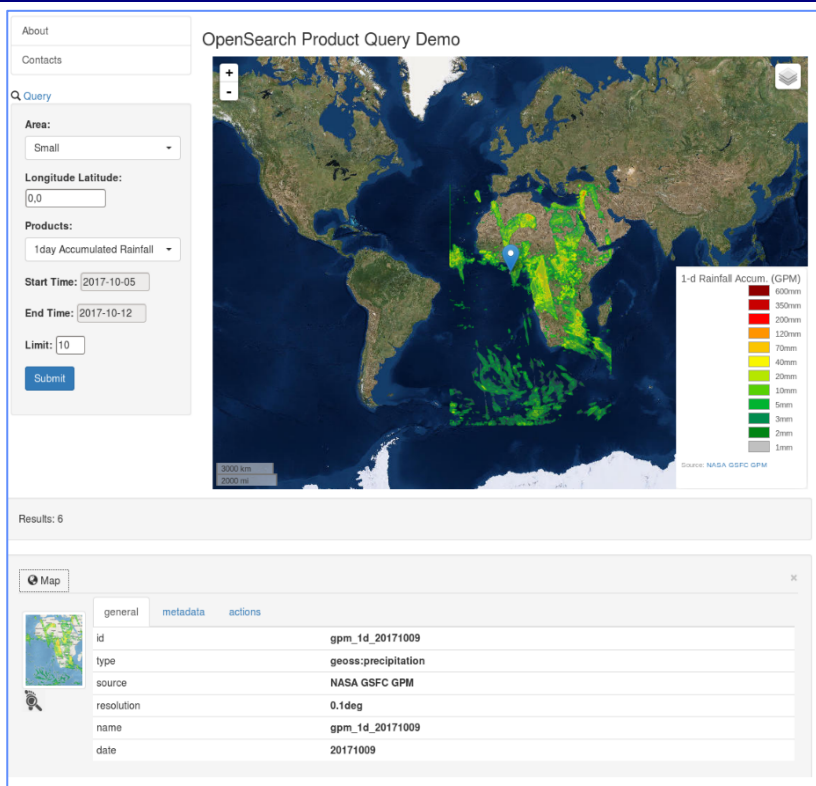 About
Contacts
Query
Area:
Small
Longitude Latitude:
0,0
Products:
1day Accumulated Rainfall
Start Time: 2017-10-05
End Time: 2017-10-12
Limit: 10
Submit
OpenSearch Product Query Demo
+
-
3000 km
2000 mi
1-d Rainfall Accum. (GPM)
600mm
350mm
200mm
120mm
70mm
40mm
20mm
10mm
5mm
3mm
2mm
1mm
Source: NASA GSFC GPM
Results: 6
Map ×
general metadata actions
id gpm_1d_20171009
type geoss:precipitation
source NASA GSFC GPM
resolution 0.1deg
name gpm_1d_20171009
date 20171009